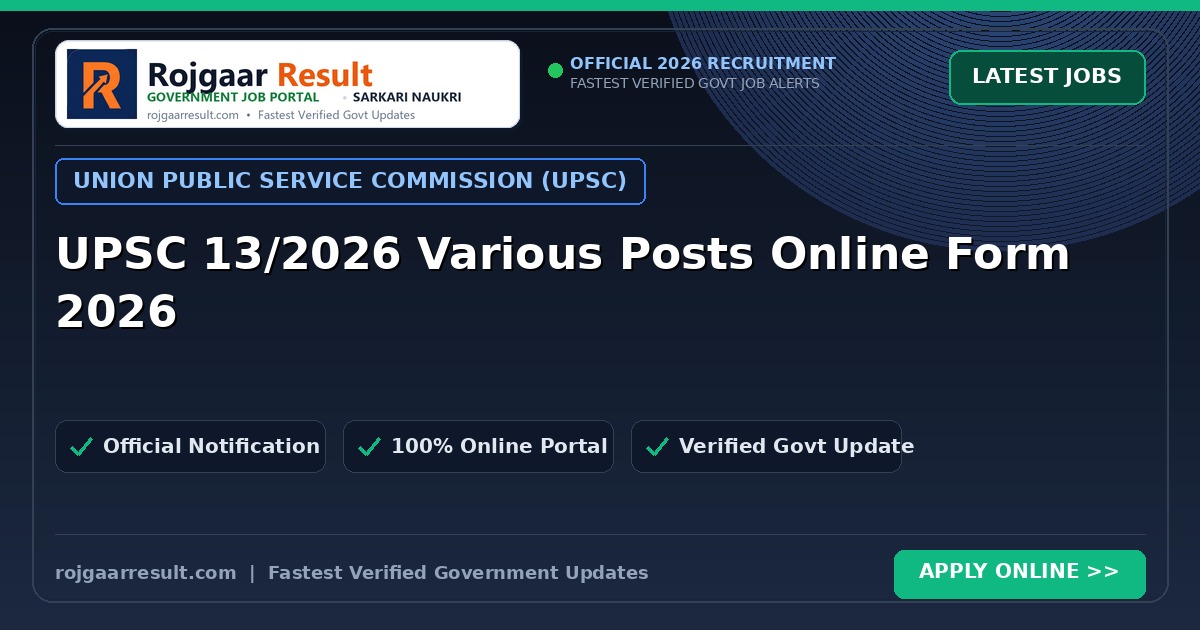 Rojgaar Result
GOVERNMENT JOB PORTAL • SARKARI NAUKRI
rojgaarresult.com • Fastest Verified Govt Updates
OFFICIAL 2026 RECRUITMENT
FASTEST VERIFIED GOVT JOB ALERTS
LATEST JOBS
UNION PUBLIC SERVICE COMMISSION (UPSC)
UPSC 13/2026 Various Posts Online Form
2026
Official Notification
100% Online Portal
Verified Govt Update
rojgaarresult.com | Fastest Verified Government Updates
APPLY ONLINE >>